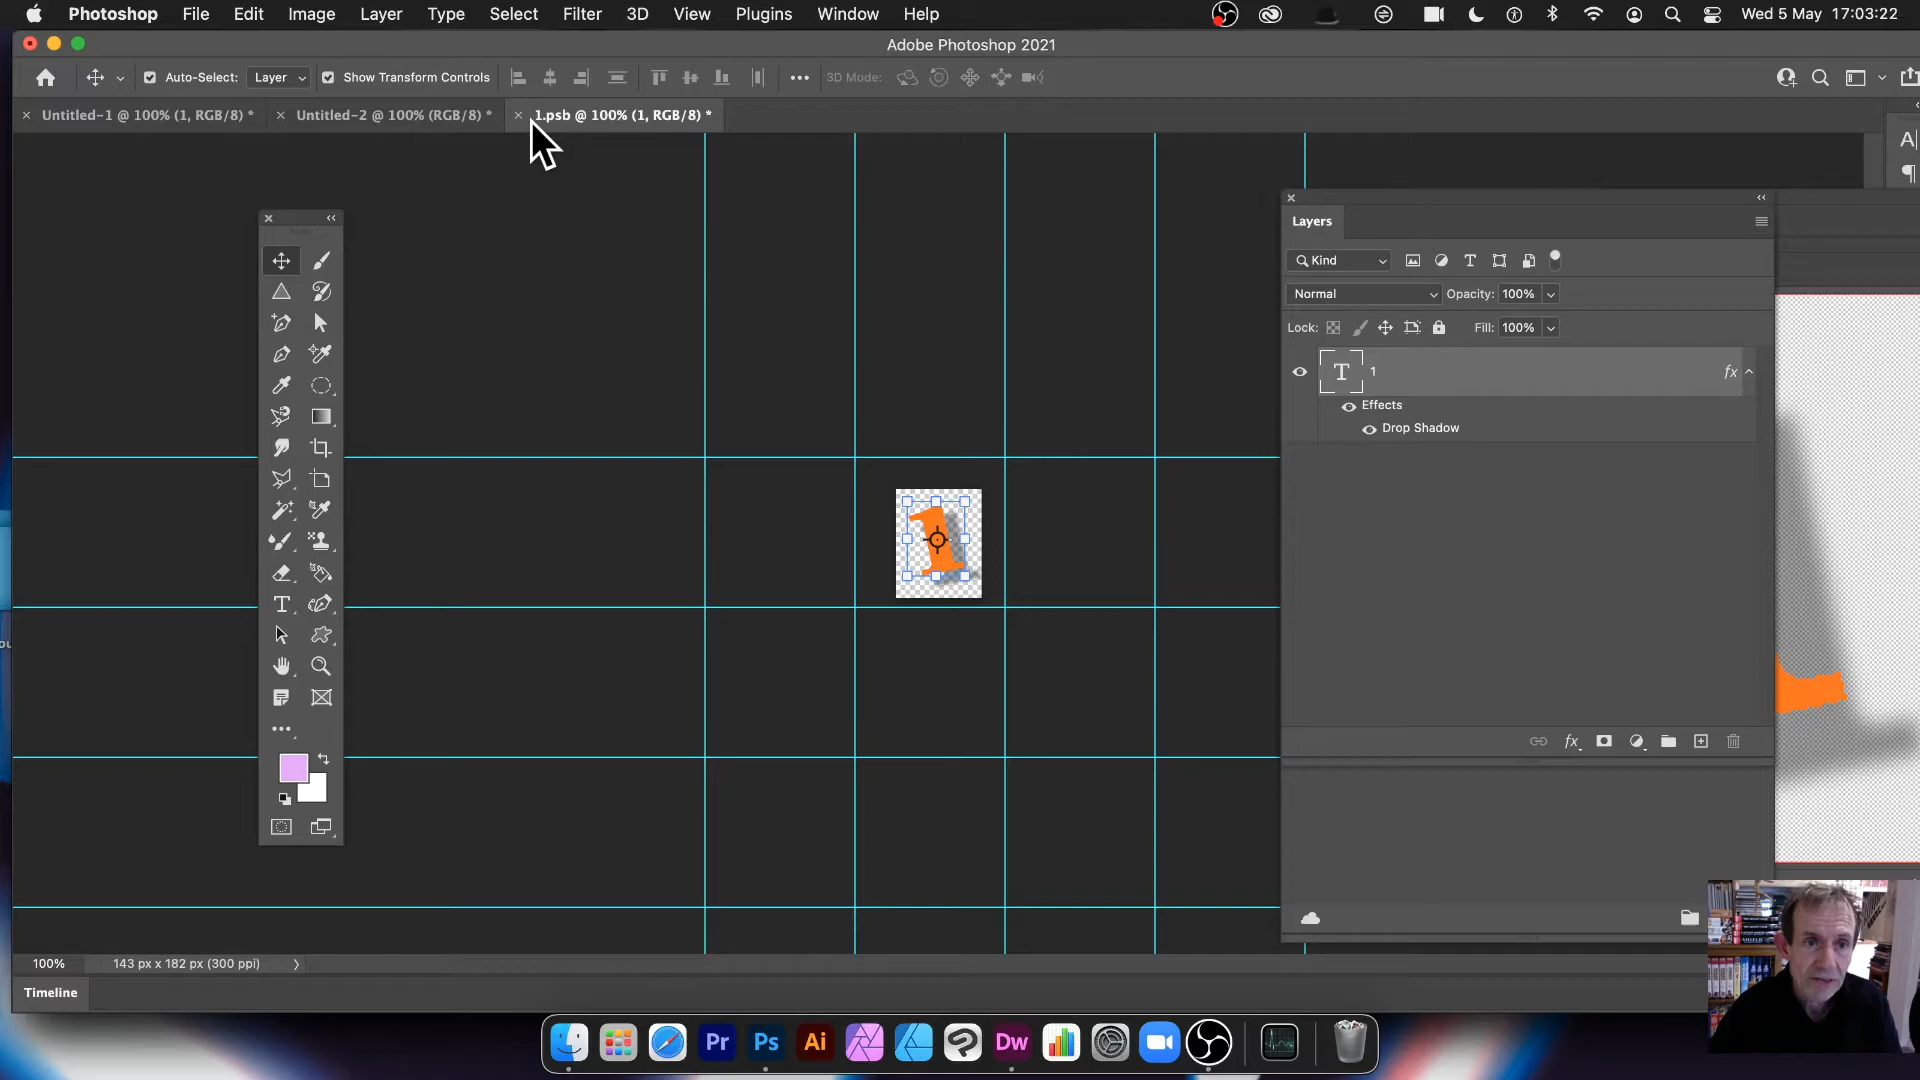 Photoshop File Edit Image Layer Type Select Filter 3D View Plugins Window Help Wed 5 May 17:03:22
Adobe Photoshop 2021
Auto-Select: Layer Show Transform Controls 3D Mode:
Untitled-1 @ 100% (1, RGB/8) * Untitled-2 @ 100% (RGB/8) * 1.psb @ 100% (1, RGB/8) *
Layers
Kind
Normal Opacity: 100%
Lock: Fill: 100%
T 1 fx
Effects
Drop Shadow
1
fx
100% 143 px x 182 px (300 ppi)
Timeline
Pr Ps Ai Dw